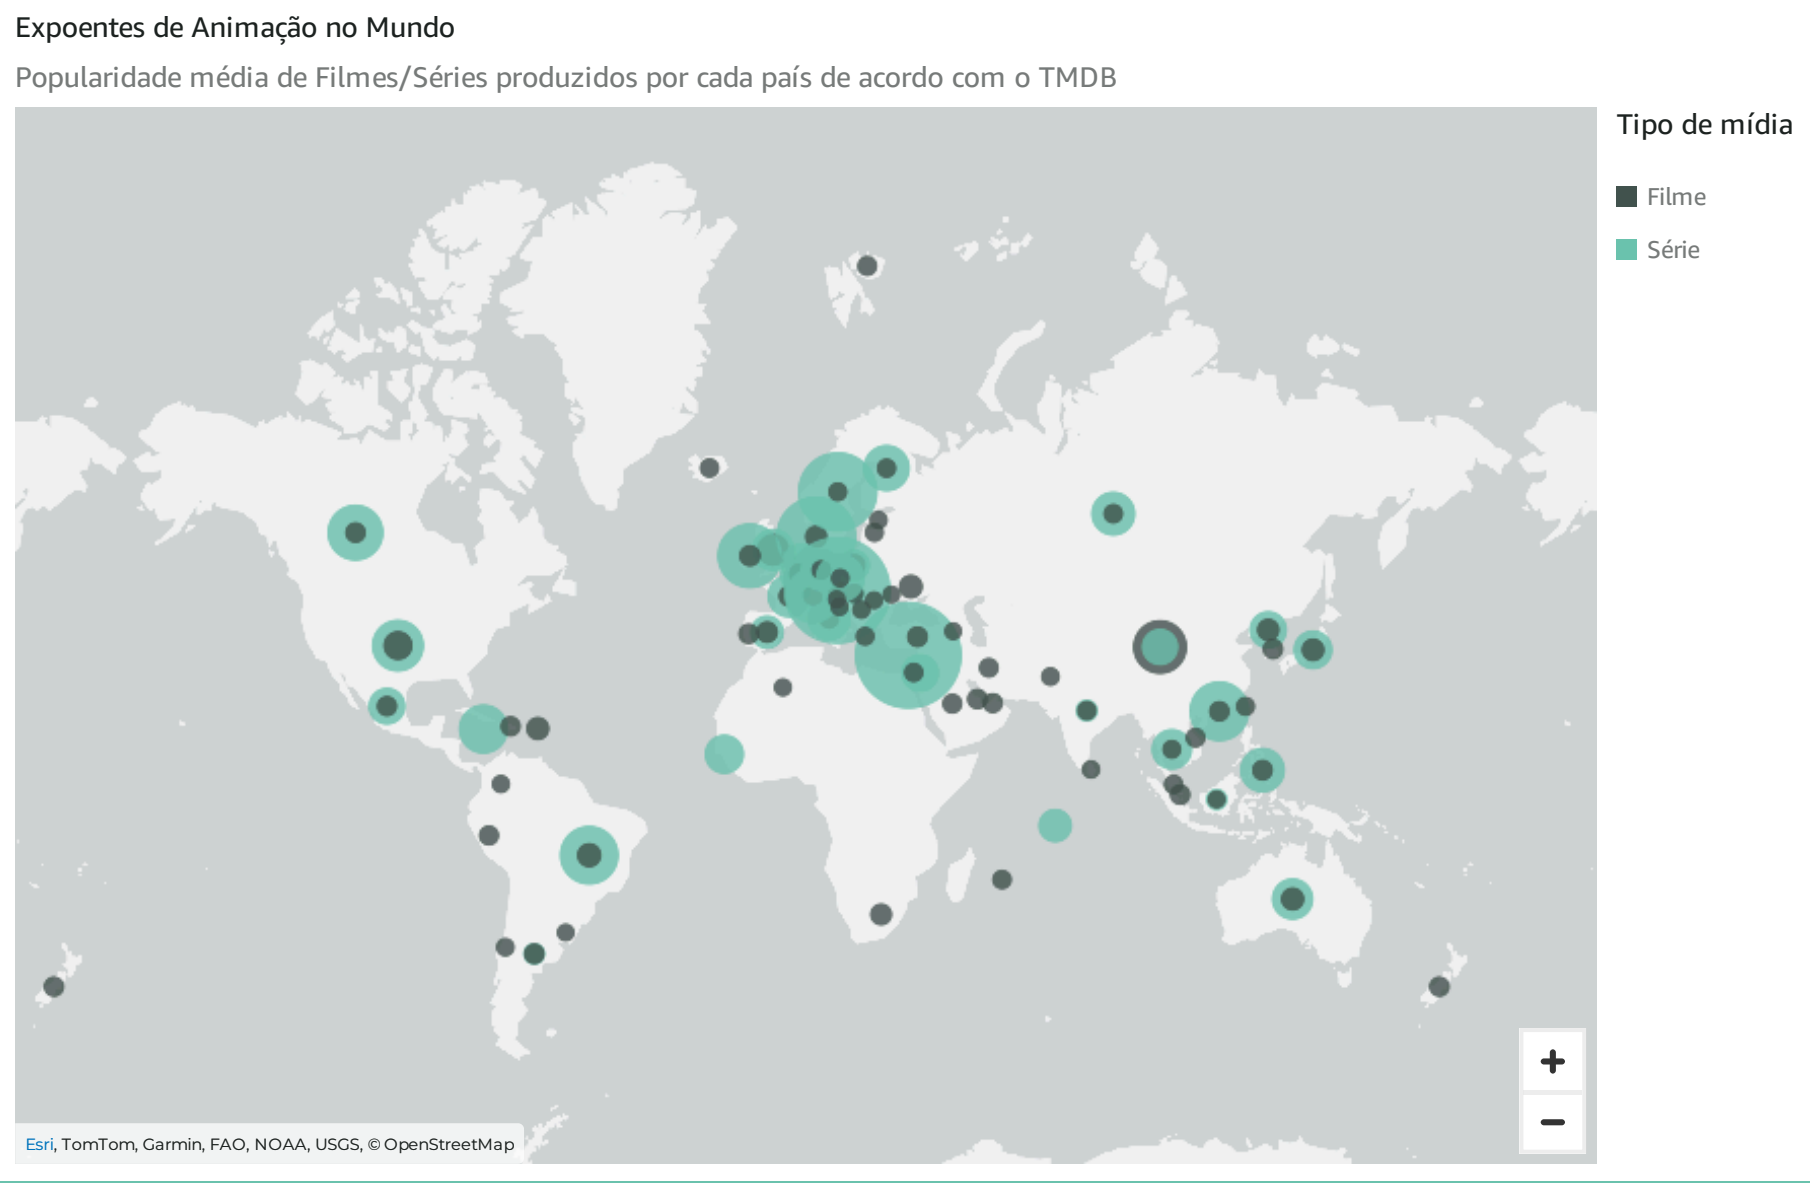 Expoentes de Animação no Mundo
Popularidade média de Filmes/Séries produzidos por cada país de acordo com o TMDB
Tipo de mídia
Filme
Série
+
−
Esri, TomTom, Garmin, FAO, NOAA, USGS, © OpenStreetMap